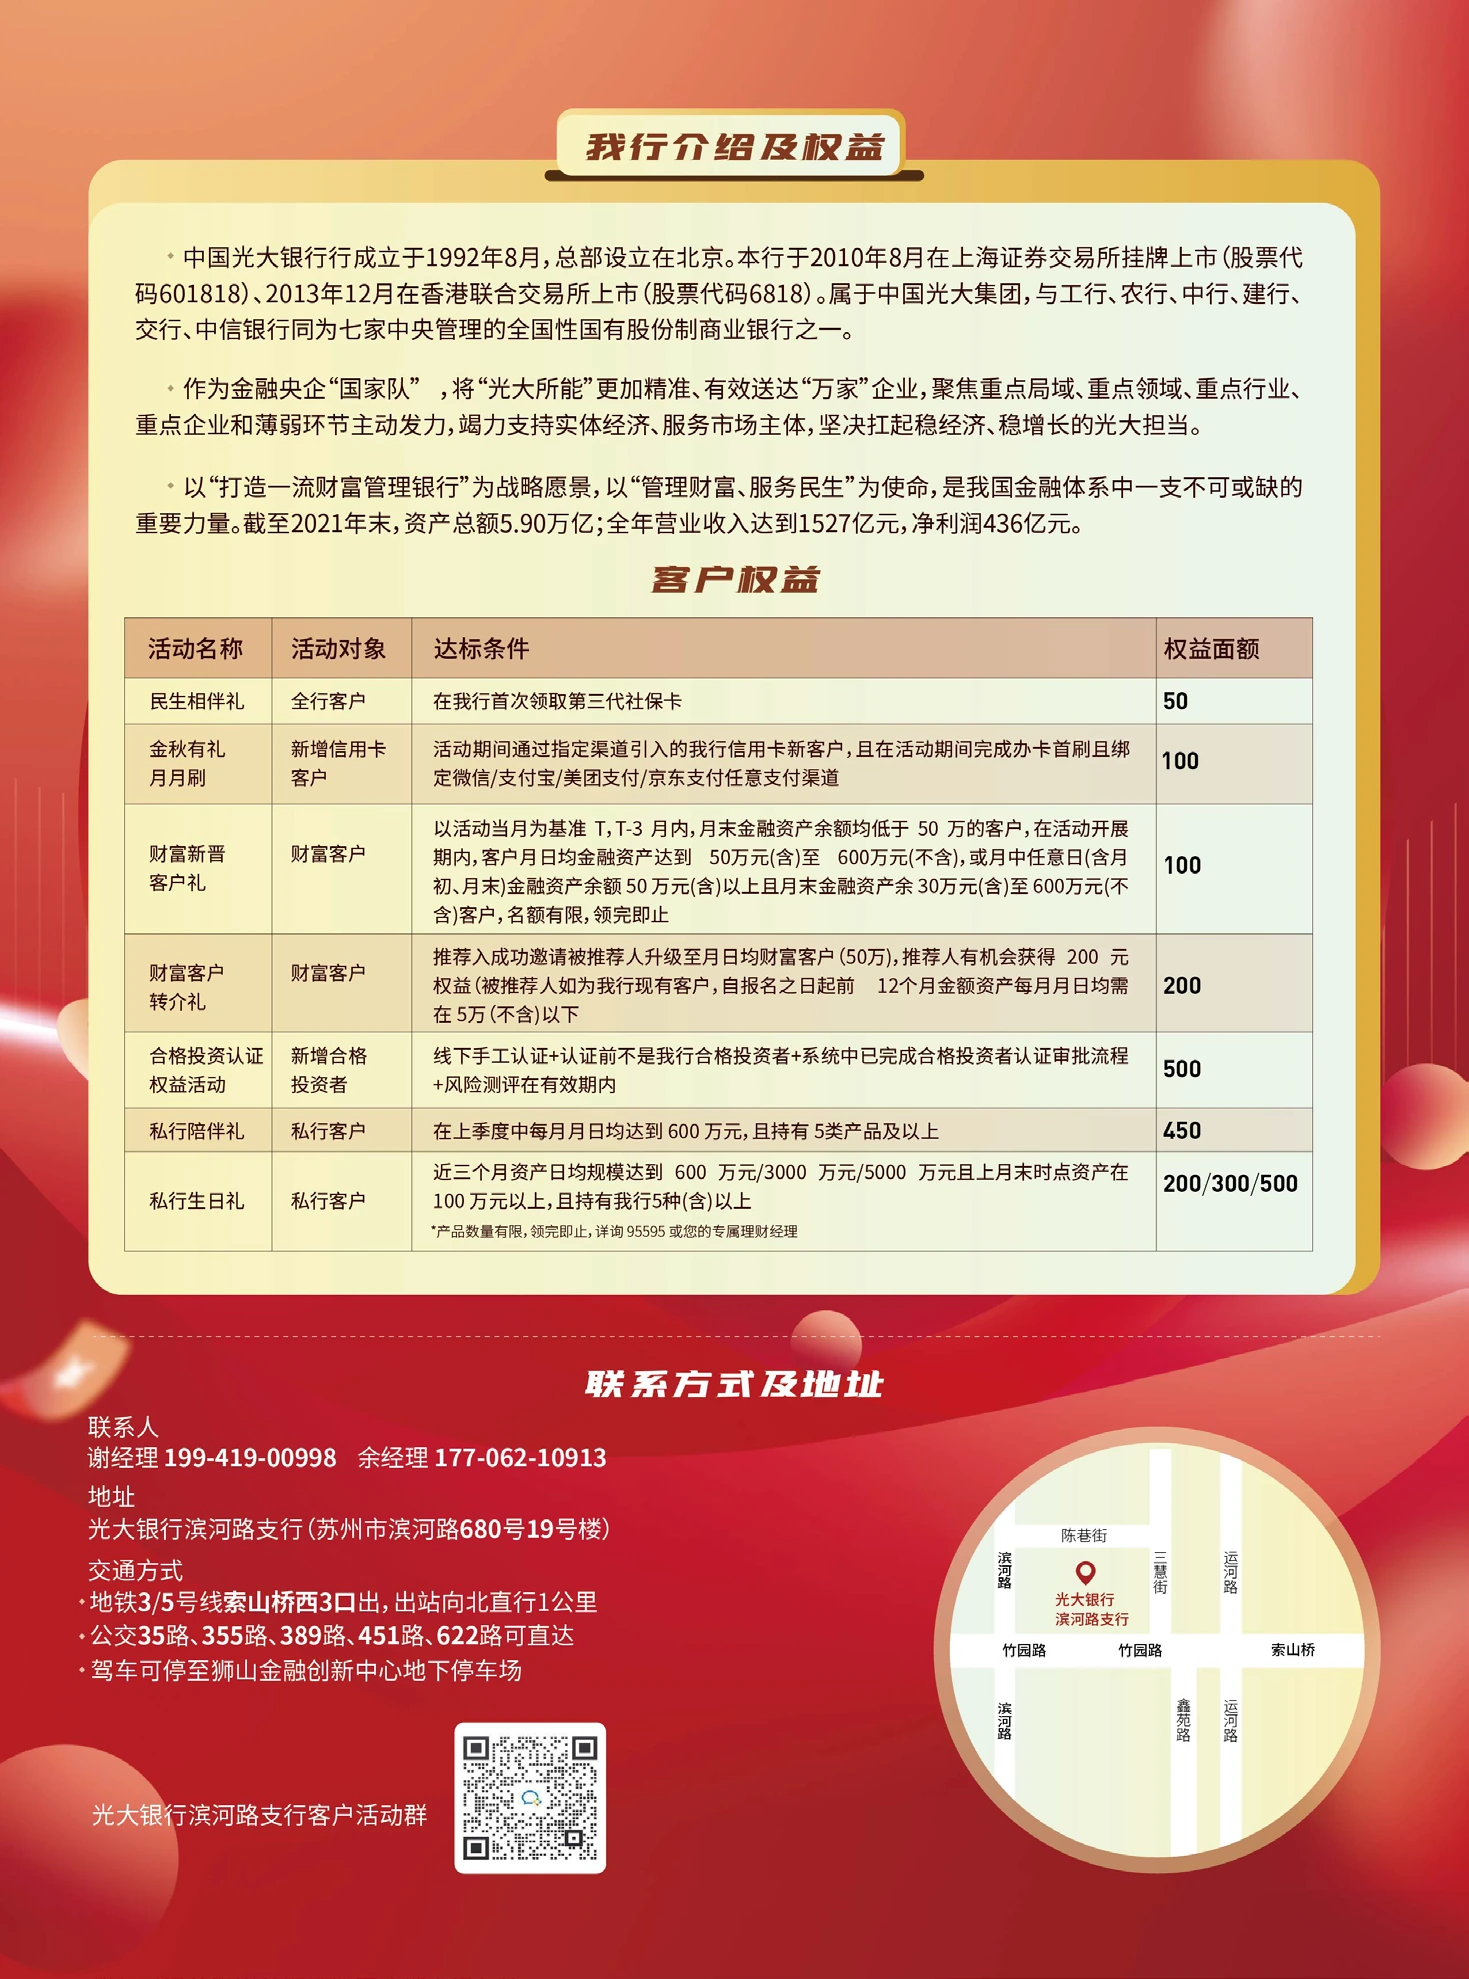 我行介绍及权益
·中国光大银行行成立于1992年8月，总部设立在北京。本行于2010年8月在上海证券交易所挂牌上市（股票代
码601818）、2013年12月在香港联合交易所上市（股票代码6818）。属于中国光大集团，与工行、农行、中行、建行、
交行、中信银行同为七家中央管理的全国性国有股份制商业银行之一。
·作为金融央企“国家队” ，将“光大所能”更加精准、有效送达“万家”企业，聚焦重点局域、重点领域、重点行业、
重点企业和薄弱环节主动发力，竭力支持实体经济、服务市场主体，坚决扛起稳经济、稳增长的光大担当。
·以“打造一流财富管理银行”为战略愿景，以“管理财富、服务民生”为使命，是我国金融体系中一支不可或缺的
重要力量。截至2021年末，资产总额5.90万亿；全年营业收入达到1527亿元，净利润436亿元。
客户权益
活动名称 活动对象 达标条件 权益面额
民生相伴礼 全行客户 在我行首次领取第三代社保卡 50
金秋有礼
月月刷
新增信用卡
客户
活动期间通过指定渠道引入的我行信用卡新客户，且在活动期间完成办卡首刷且绑
定微信/支付宝/美团支付/京东支付任意支付渠道
100
财富新晋
客户礼
财富客户
以活动当月为基准 T，T-3 月内，月末金融资产余额均低于 50 万的客户，在活动开展
期内，客户月日均金融资产达到 50万元(含)至 600万元(不含)，或月中任意日(含月
初、月末)金融资产余额 50 万元(含)以上且月末金融资产余 30万元(含)至 600万元(不
含)客户，名额有限，领完即止
100
财富客户
转介礼
财富客户
推荐入成功邀请被推荐人升级至月日均财富客户（50万)，推荐人有机会获得 200 元
权益（被推荐人如为我行现有客户，自报名之日起前 12个月金额资产每月月日均需
在 5万（不含)以下
200
合格投资认证
权益活动
新增合格
投资者
线下手工认证+认证前不是我行合格投资者+系统中已完成合格投资者认证审批流程
+风险测评在有效期内
500
私行陪伴礼 私行客户 在上季度中每月月日均达到 600 万元，且持有 5类产品及以上 450
私行生日礼 私行客户
近三个月资产日均规模达到 600 万元/3000 万元/5000 万元且上月末时点资产在
100 万元以上，且持有我行5种(含)以上
*产品数量有限，领完即止，详询 95595 或您的专属理财经理
200/300/500
联系方式及地址
联系人
谢经理 199-419-00998 余经理 177-062-10913
地址
光大银行滨河路支行（苏州市滨河路680号19号楼）
交通方式
·地铁3/5号线索山桥西3口出，出站向北直行1公里
·公交35路、355路、389路、451路、622路可直达
·驾车可停至狮山金融创新中心地下停车场
光大银行滨河路支行客户活动群
陈巷街
滨河路
三慧街
运河路
光大银行
滨河路支行
竹园路
竹园路
索山桥
滨河路
鑫苑路
运河路